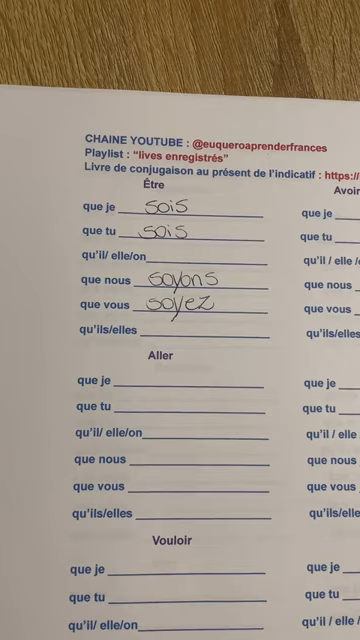 CHAINE YOUTUBE : @euqueroaprenderfrances
Playlist : “lives enregistrés”
Livre de conjugaison au présent de l’indicatif : https://
Être
Avoir
que je sois
que je
que tu sois
que tu
qu’il/ elle/on
qu’il / elle /
que nous soyons
que nous
que vous soyez
que vous
qu’ils/elles
qu’ils/elles
Aller
que je
que je
que tu
que tu
qu’il/ elle/on
qu’il / elle
que nous
que nous
que vous
que vous
qu’ils/elles
qu’ils/elle
Vouloir
que je
que je
que tu
que tu
qu’il/ elle/on
qu’il / elle /